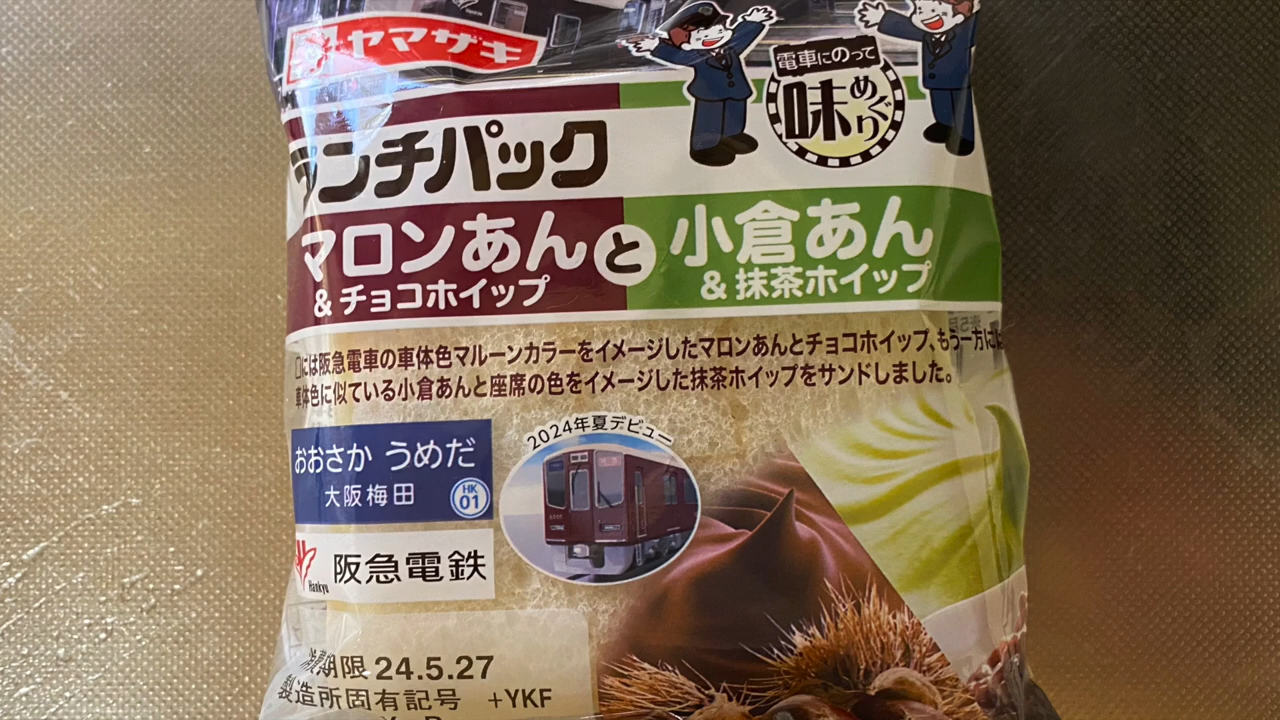 ヤマザキ
電車にのって
味めぐり
ランチパック
マロンあんと小倉あん
&チョコホイップ
&抹茶ホイップ
には阪急電車の車体色マルーンカラーをイメージしたマロンあんとチョコホイップ、もう一方には
車体色に似ている小倉あんと座席の色をイメージした抹茶ホイップをサンドしました。
2024年夏デビュー
おおさか うめだ
大阪梅田
HK
01
Hankyu
阪急電鉄
消費期限 24.5.27
製造所固有記号 +YKF